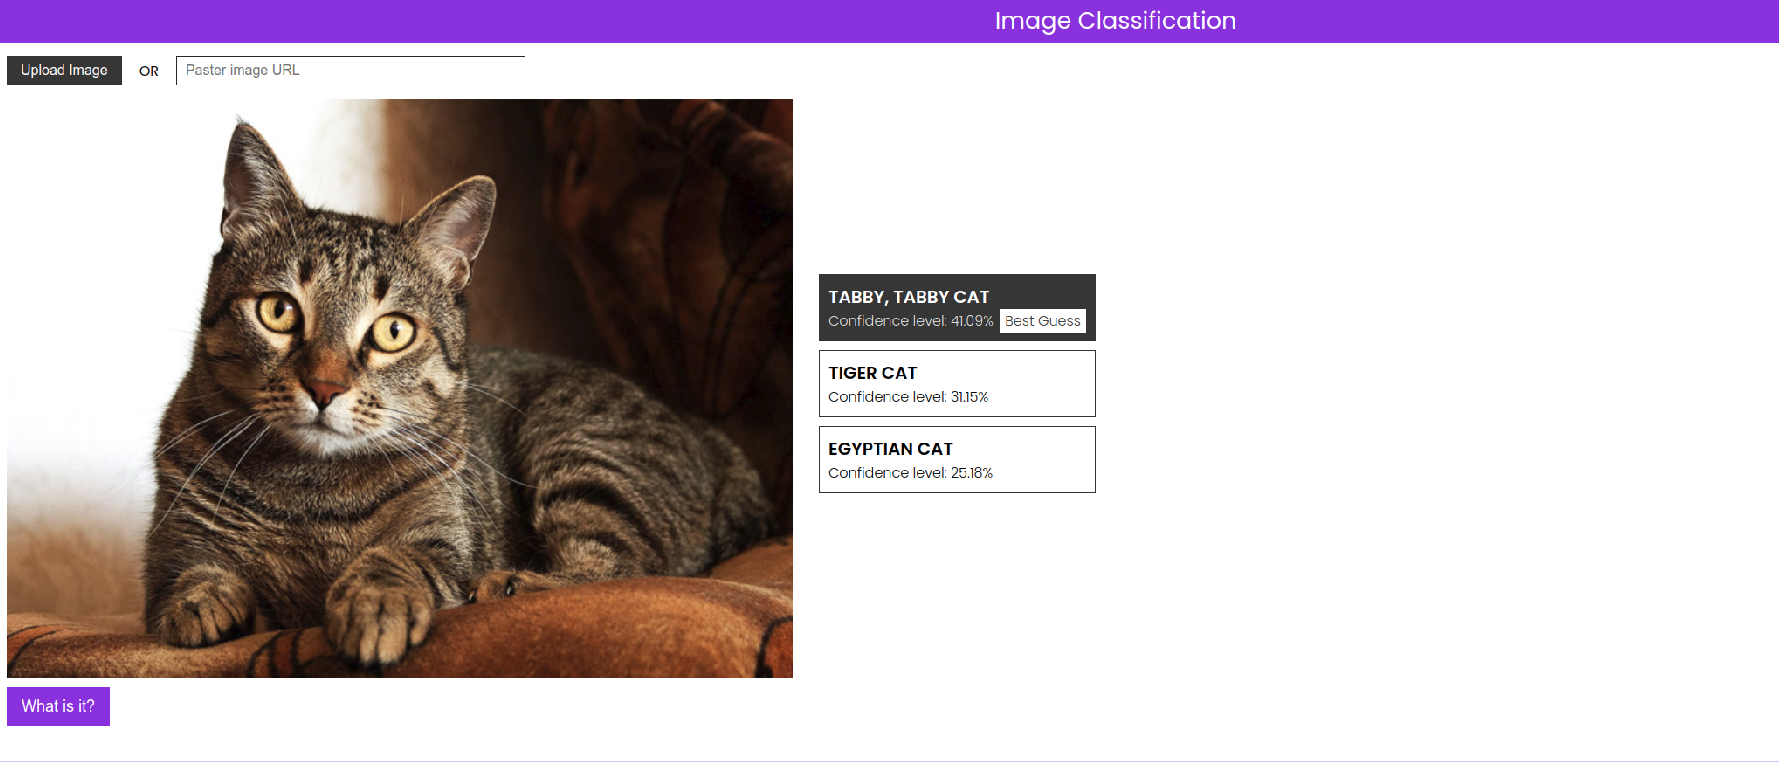 Image Classification
Upload Image OR Paster image URL
TABBY, TABBY CAT
Confidence level: 41.09% Best Guess
TIGER CAT
Confidence level: 31.15%
EGYPTIAN CAT
Confidence level: 25.18%
What is it?